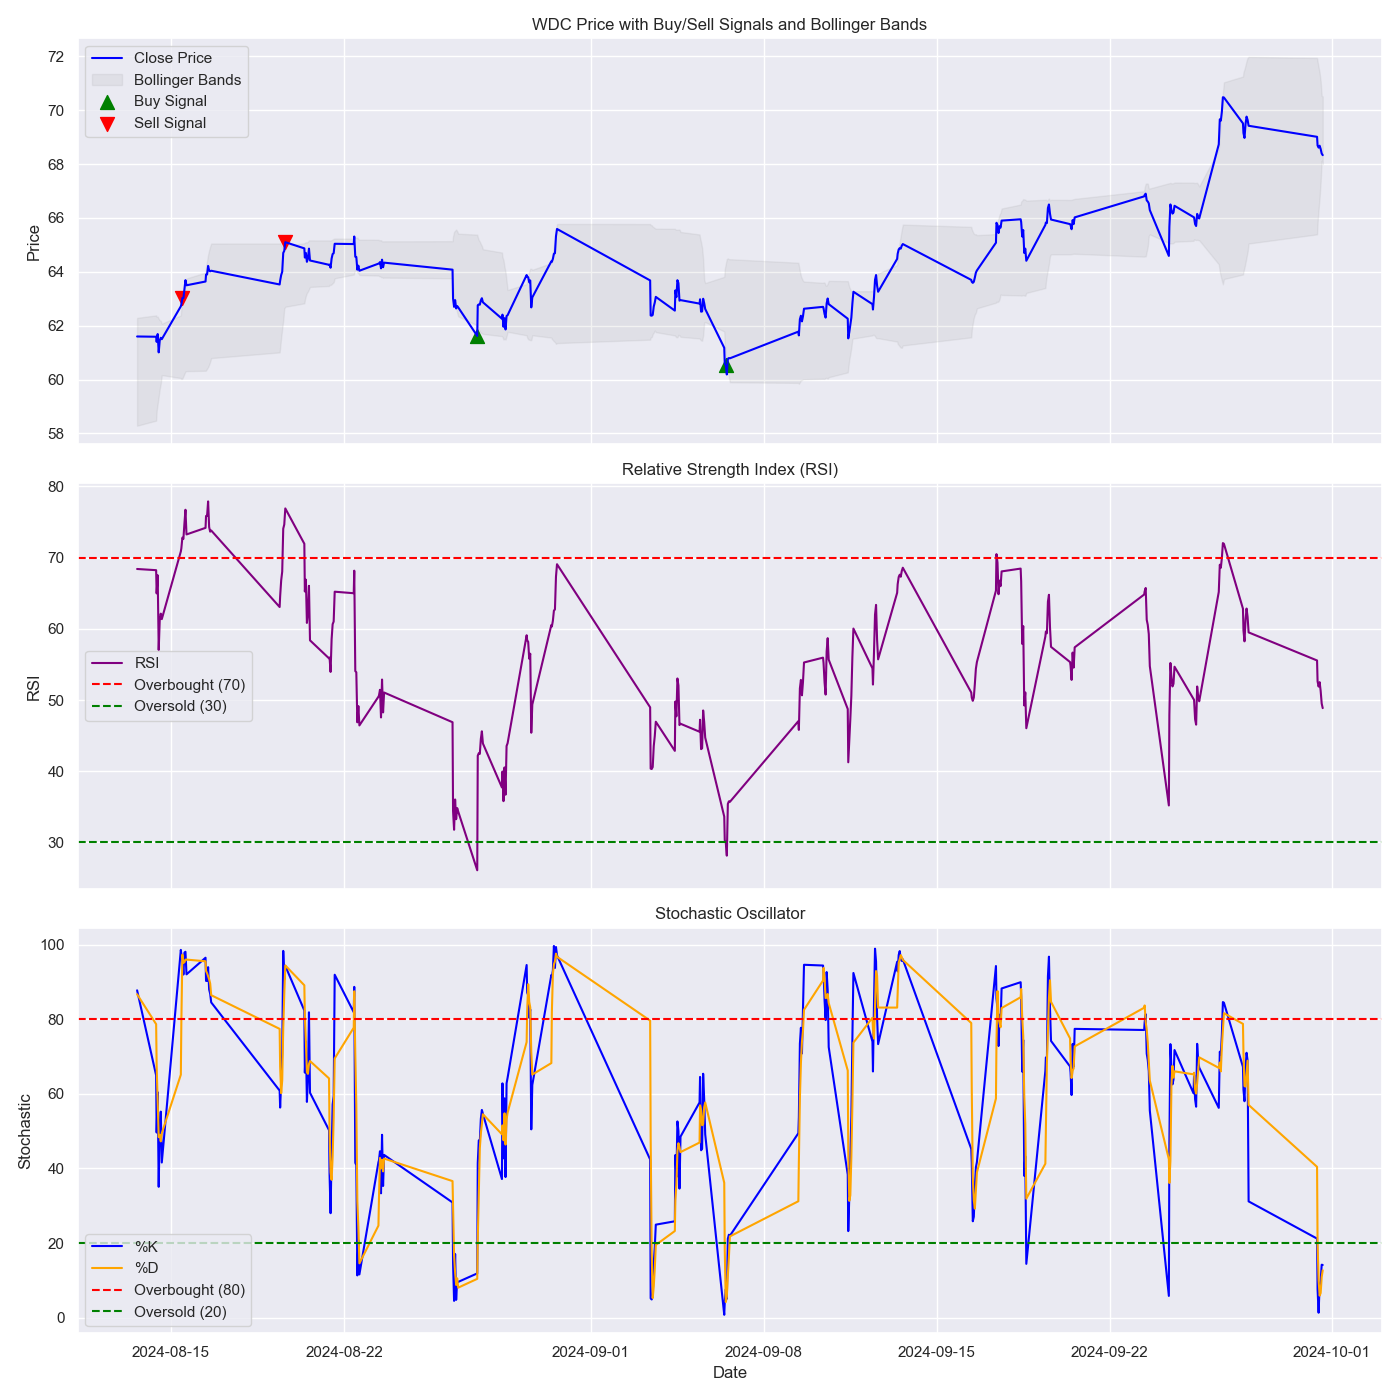 WDC Price with Buy/Sell Signals and Bollinger Bands
Close Price
Bollinger Bands
Buy Signal
Sell Signal
Price
72
70
68
66
64
62
60
58
Relative Strength Index (RSI)
RSI
Overbought (70)
Oversold (30)
RSI
80
70
60
50
40
30
Stochastic Oscillator
%K
%D
Overbought (80)
Oversold (20)
Stochastic
100
80
60
40
20
0
2024-08-15
2024-08-22
2024-09-01
2024-09-08
2024-09-15
2024-09-22
2024-10-01
Date